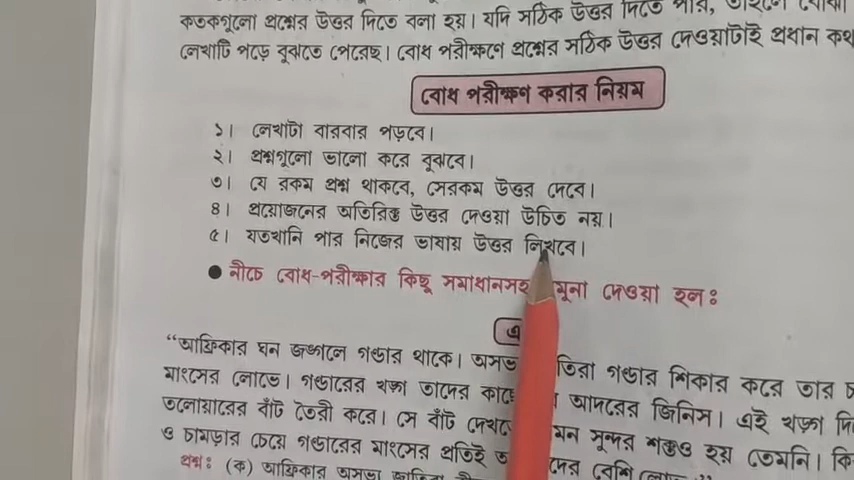 কতকগুলো প্রশ্নের উত্তর দিতে বলা হয়। যদি সঠিক উত্তর দিতে পার, তাহলে বোঝা
লেখাটি পড়ে বুঝতে পেরেছ। বোধ পরীক্ষণে প্রশ্নের সঠিক উত্তর দেওয়াটাই প্রধান কথ
বোধ পরীক্ষণ করার নিয়ম
১। লেখাটা বারবার পড়বে।
২। প্রশ্নগুলো ভালো করে বুঝবে।
৩। যে রকম প্রশ্ন থাকবে, সেরকম উত্তর দেবে।
৪। প্রয়োজনের অতিরিক্ত উত্তর দেওয়া উচিত নয়।
৫। যতখানি পার নিজের ভাষায় উত্তর লিখবে।
● নীচে বোধ-পরীক্ষার কিছু সমাধানসহ মুনা দেওয়া হল ঃ
এ
“আফ্রিকার ঘন জঙ্গলে গণ্ডার থাকে। অসভ তিরা গণ্ডার শিকার করে তার চ
মাংসের লোভে। গণ্ডারের খড়্গ তাদের কাছে আদরের জিনিস। এই খড়্গ দি
তলোয়ারের বাঁট তৈরী করে। সে বাঁট দেখতে মন সুন্দর শক্তও হয় তেমনি। কি
ও চামড়ার চেয়ে গণ্ডারের মাংসের প্রতিই ত দের বেশি লোভ।”
প্রশ্ন ঃ (ক) আফ্রিকার অসভ্য জাতিরা